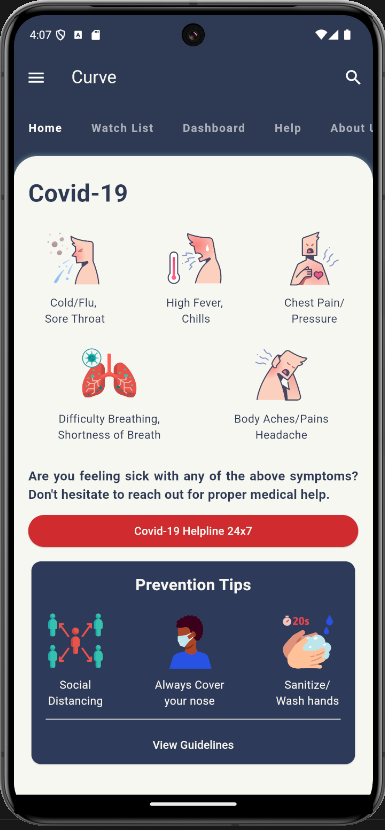 4:07
Curve
Home Watch List Dashboard Help About U
Covid-19
Cold/Flu,
Sore Throat
High Fever,
Chills
Chest Pain/
Pressure
Difficulty Breathing,
Shortness of Breath
Body Aches/Pains
Headache
Are you feeling sick with any of the above symptoms?
Don't hesitate to reach out for proper medical help.
Covid-19 Helpline 24x7
Prevention Tips
20s
Social
Distancing
Always Cover
your nose
Sanitize/
Wash hands
View Guidelines